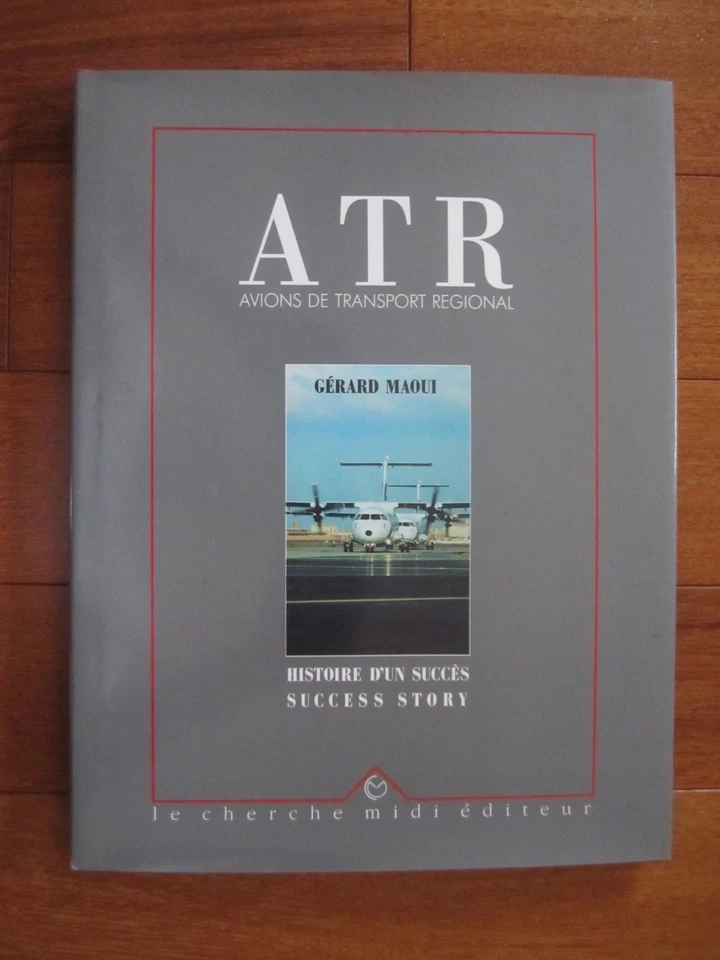 ATR
AVIONS DE TRANSPORT REGIONAL
GÉRARD MAOUI
HISTOIRE D'UN SUCCÈS
SUCCESS STORY
le cherche midi éditeur